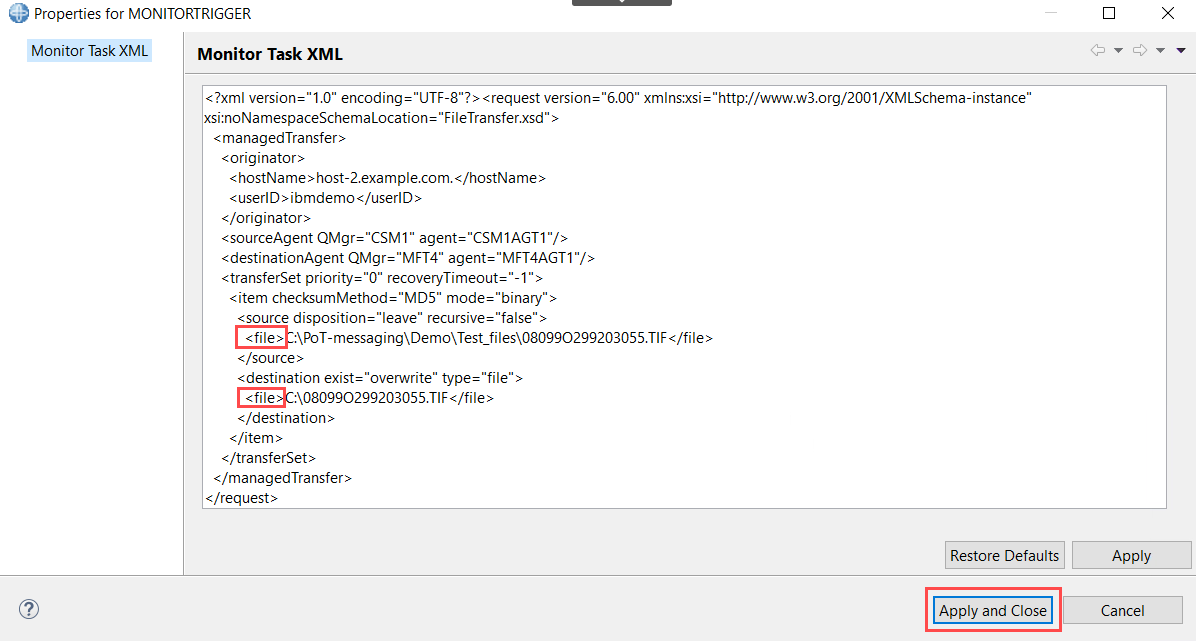 Properties for MONITORTRIGGER
Monitor Task XML
Monitor Task XML
<?xml version="1.0" encoding="UTF-8"?><request version="6.00" xmlns:xsi="http://www.w3.org/2001/XMLSchema-instance"
xsi:noNamespaceSchemaLocation="FileTransfer.xsd">
<managedTransfer>
<originator>
<hostName>host-2.example.com.</hostName>
<userID>ibmdemo</userID>
</originator>
<sourceAgent QMgr="CSM1" agent="CSM1AGT1"/>
<destinationAgent QMgr="MFT4" agent="MFT4AGT1"/>
<transferSet priority="0" recoveryTimeout="-1">
<item checksumMethod="MD5" mode="binary">
<source disposition="leave" recursive="false">
<file>C:\PoT-messaging\Demo\Test_files\08099O299203055.TIF</file>
</source>
<destination exist="overwrite" type="file">
<file>C:\08099O299203055.TIF</file>
</destination>
</item>
</transferSet>
</managedTransfer>
</request>
Restore Defaults
Apply
?
Apply and Close
Cancel